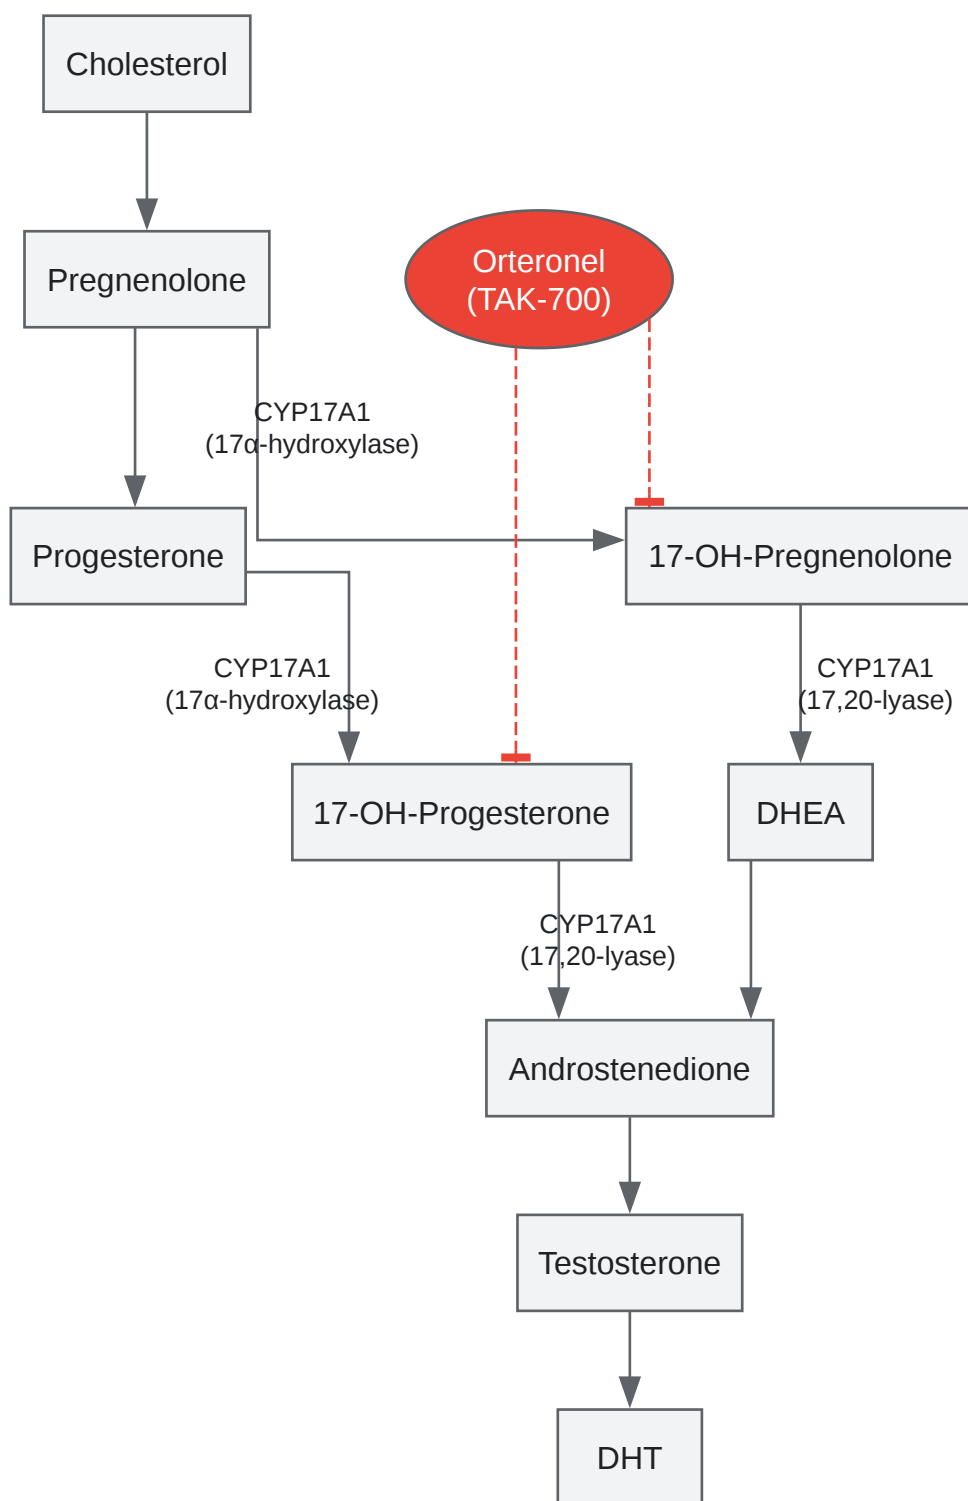 Cholesterol
Pregnenolone
Orteronel
(TAK-700)
CYP17A1
(17α-hydroxylase)
Progesterone
17-OH-Pregnenolone
CYP17A1
(17α-hydroxylase)
CYP17A1
(17,20-lyase)
17-OH-Progesterone
DHEA
CYP17A1
(17,20-lyase)
Androstenedione
Testosterone
DHT